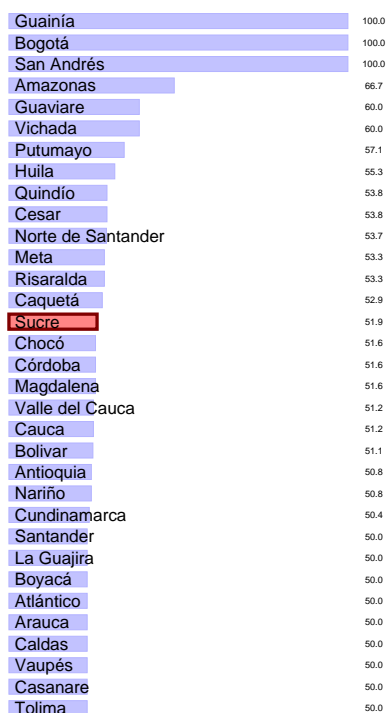 Guainía 100.0
Bogotá 100.0
San Andrés 100.0
Amazonas 66.7
Guaviare 60.0
Vichada 60.0
Putumayo 57.1
Huila 55.3
Quindío 53.8
Cesar 53.8
Norte de Santander 53.7
Meta 53.3
Risaralda 53.3
Caquetá 52.9
Sucre 51.9
Chocó 51.6
Córdoba 51.6
Magdalena 51.6
Valle del Cauca 51.2
Cauca 51.2
Bolivar 51.1
Antioquia 50.8
Nariño 50.8
Cundinamarca 50.4
Santander 50.0
La Guajira 50.0
Boyacá 50.0
Atlántico 50.0
Arauca 50.0
Caldas 50.0
Vaupés 50.0
Casanare 50.0
Tolima 50.0